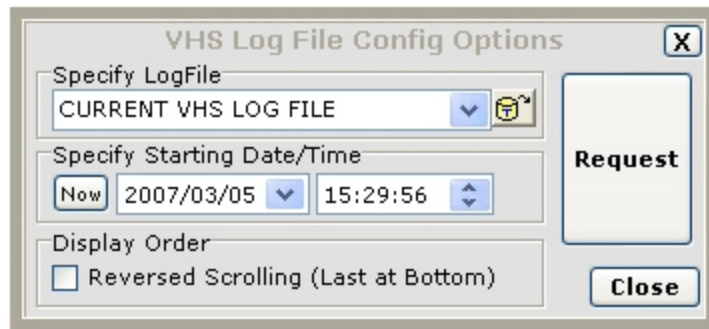 VHS Log File Config Options
X
Specify LogFile
CURRENT VHS LOG FILE
Specify Starting Date/Time
Now 2007/03/05 15:29:56
Request
Display Order
Reversed Scrolling (Last at Bottom)
Close